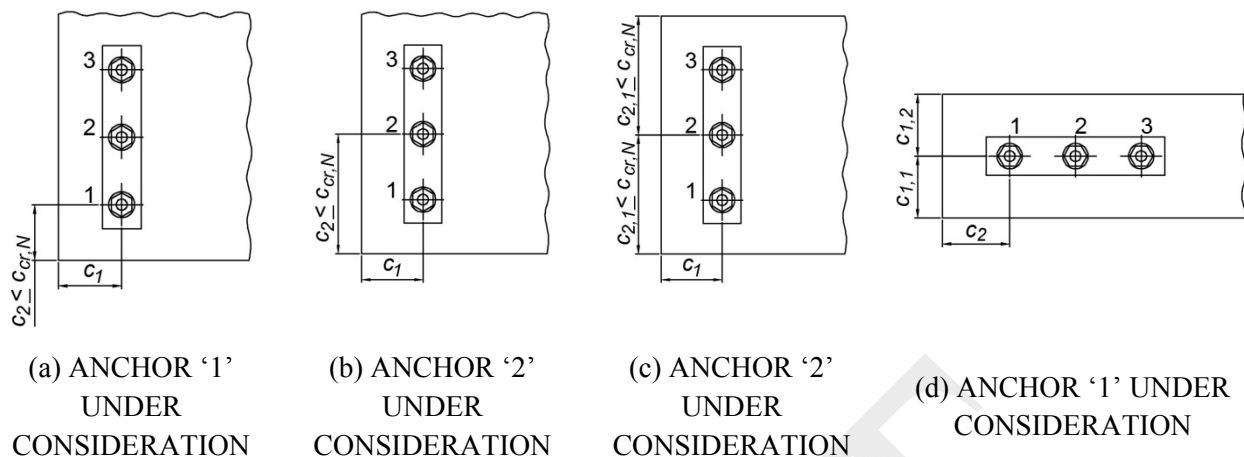 3
2
1
c2 ≤ ccr,N
c1
(a) ANCHOR ‘1’
UNDER
CONSIDERATION
3
2
1
c2 ≤ ccr,N
c1
(b) ANCHOR ‘2’
UNDER
CONSIDERATION
c2,1 ≤ ccr,N
c2,1 ≤ ccr,N
3
2
1
c1
(c) ANCHOR ‘2’
UNDER
CONSIDERATION
c1,2
c1,1
1 2 3
c2
(d) ANCHOR ‘1’ UNDER
CONSIDERATION